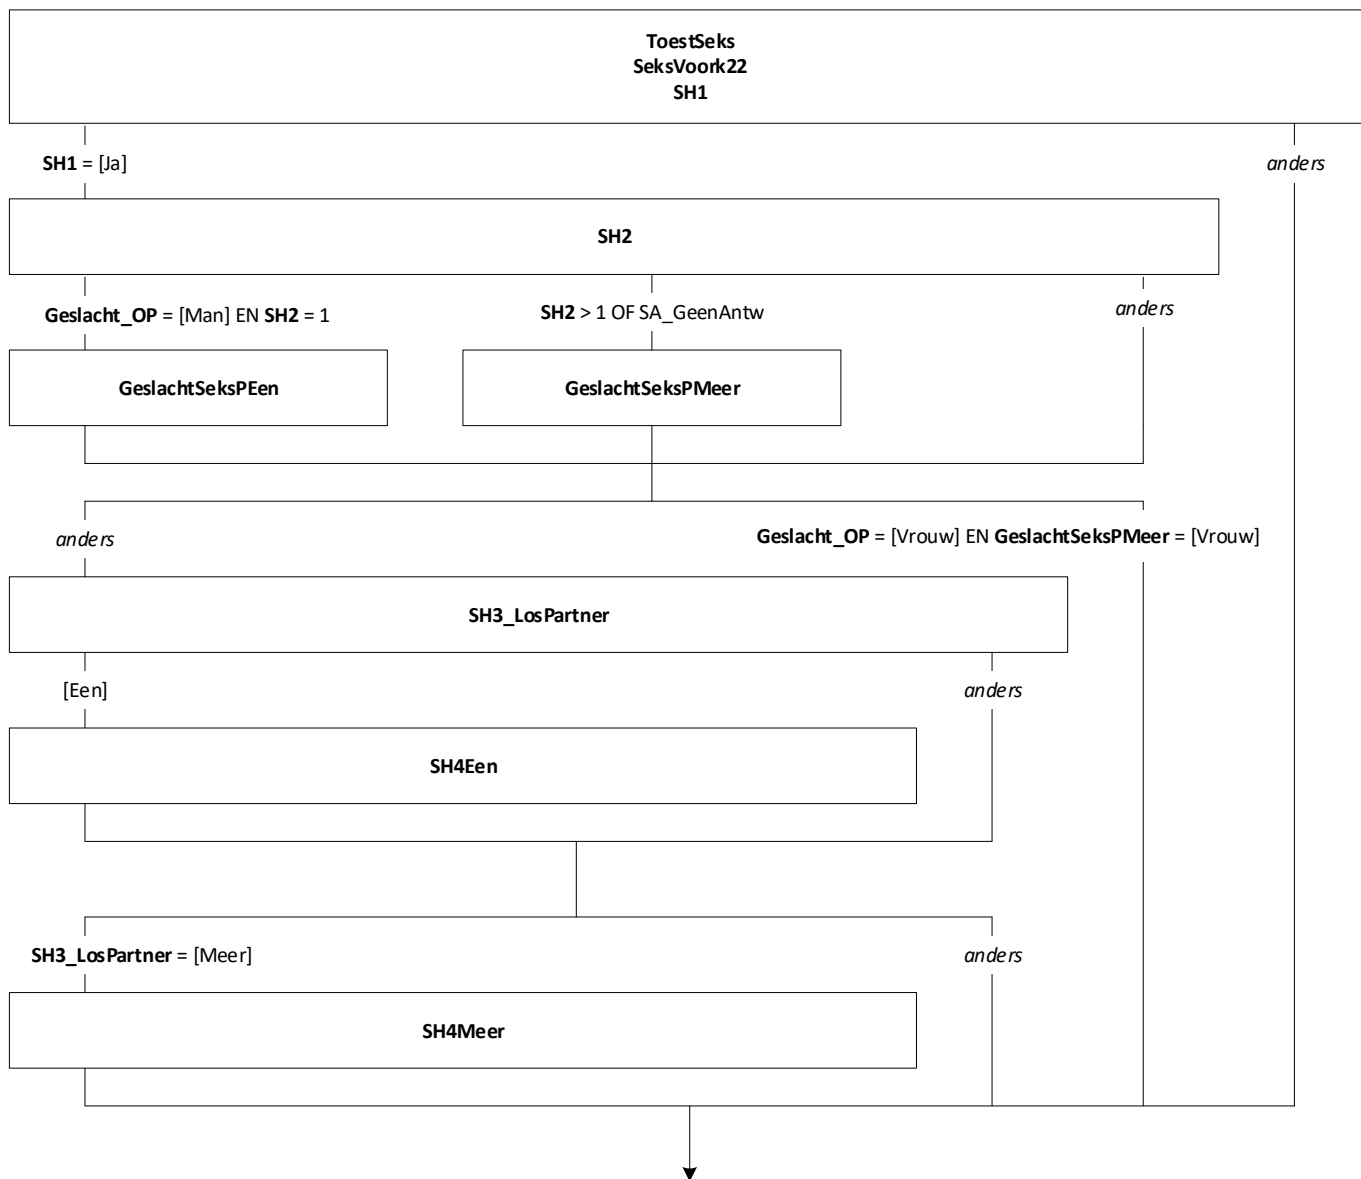 ToestSeks
SeksVoork22
SH1
SH1 = [Ja]
anders
SH2
Geslacht_OP = [Man] EN SH2 = 1
SH2 > 1 OF SA_GeenAntw
anders
GeslachtSeksPEen
GeslachtSeksPMeer
anders
Geslacht_OP = [Vrouw] EN GeslachtSeksPMeer = [Vrouw]
SH3_LosPartner
[Een]
anders
SH4Een
SH3_LosPartner = [Meer]
anders
SH4Meer